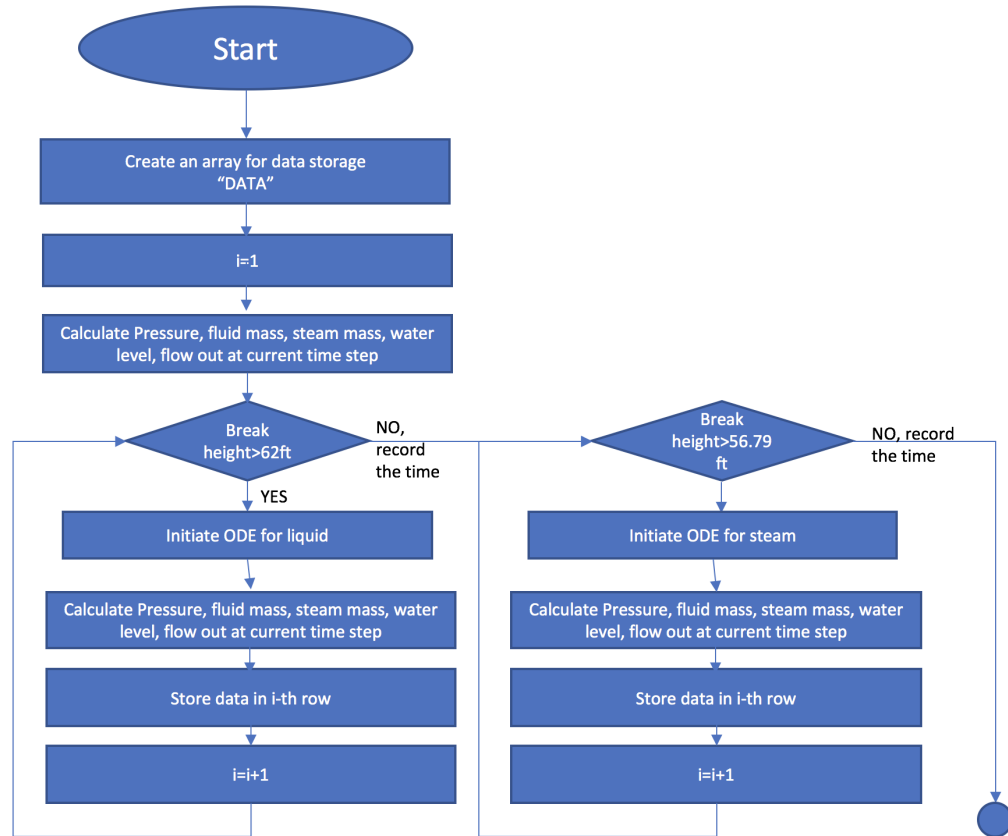 Start
Create an array for data storage
“DATA”
i=1
Calculate Pressure, fluid mass, steam mass, water
level, flow out at current time step
Break
height>62ft
NO,
record
the time
YES
Initiate ODE for liquid
Calculate Pressure, fluid mass, steam mass, water
level, flow out at current time step
Store data in i-th row
i=i+1
Break
height>56.79
ft
NO, record
the time
Initiate ODE for steam
Calculate Pressure, fluid mass, steam mass, water
level, flow out at current time step
Store data in i-th row
i=i+1